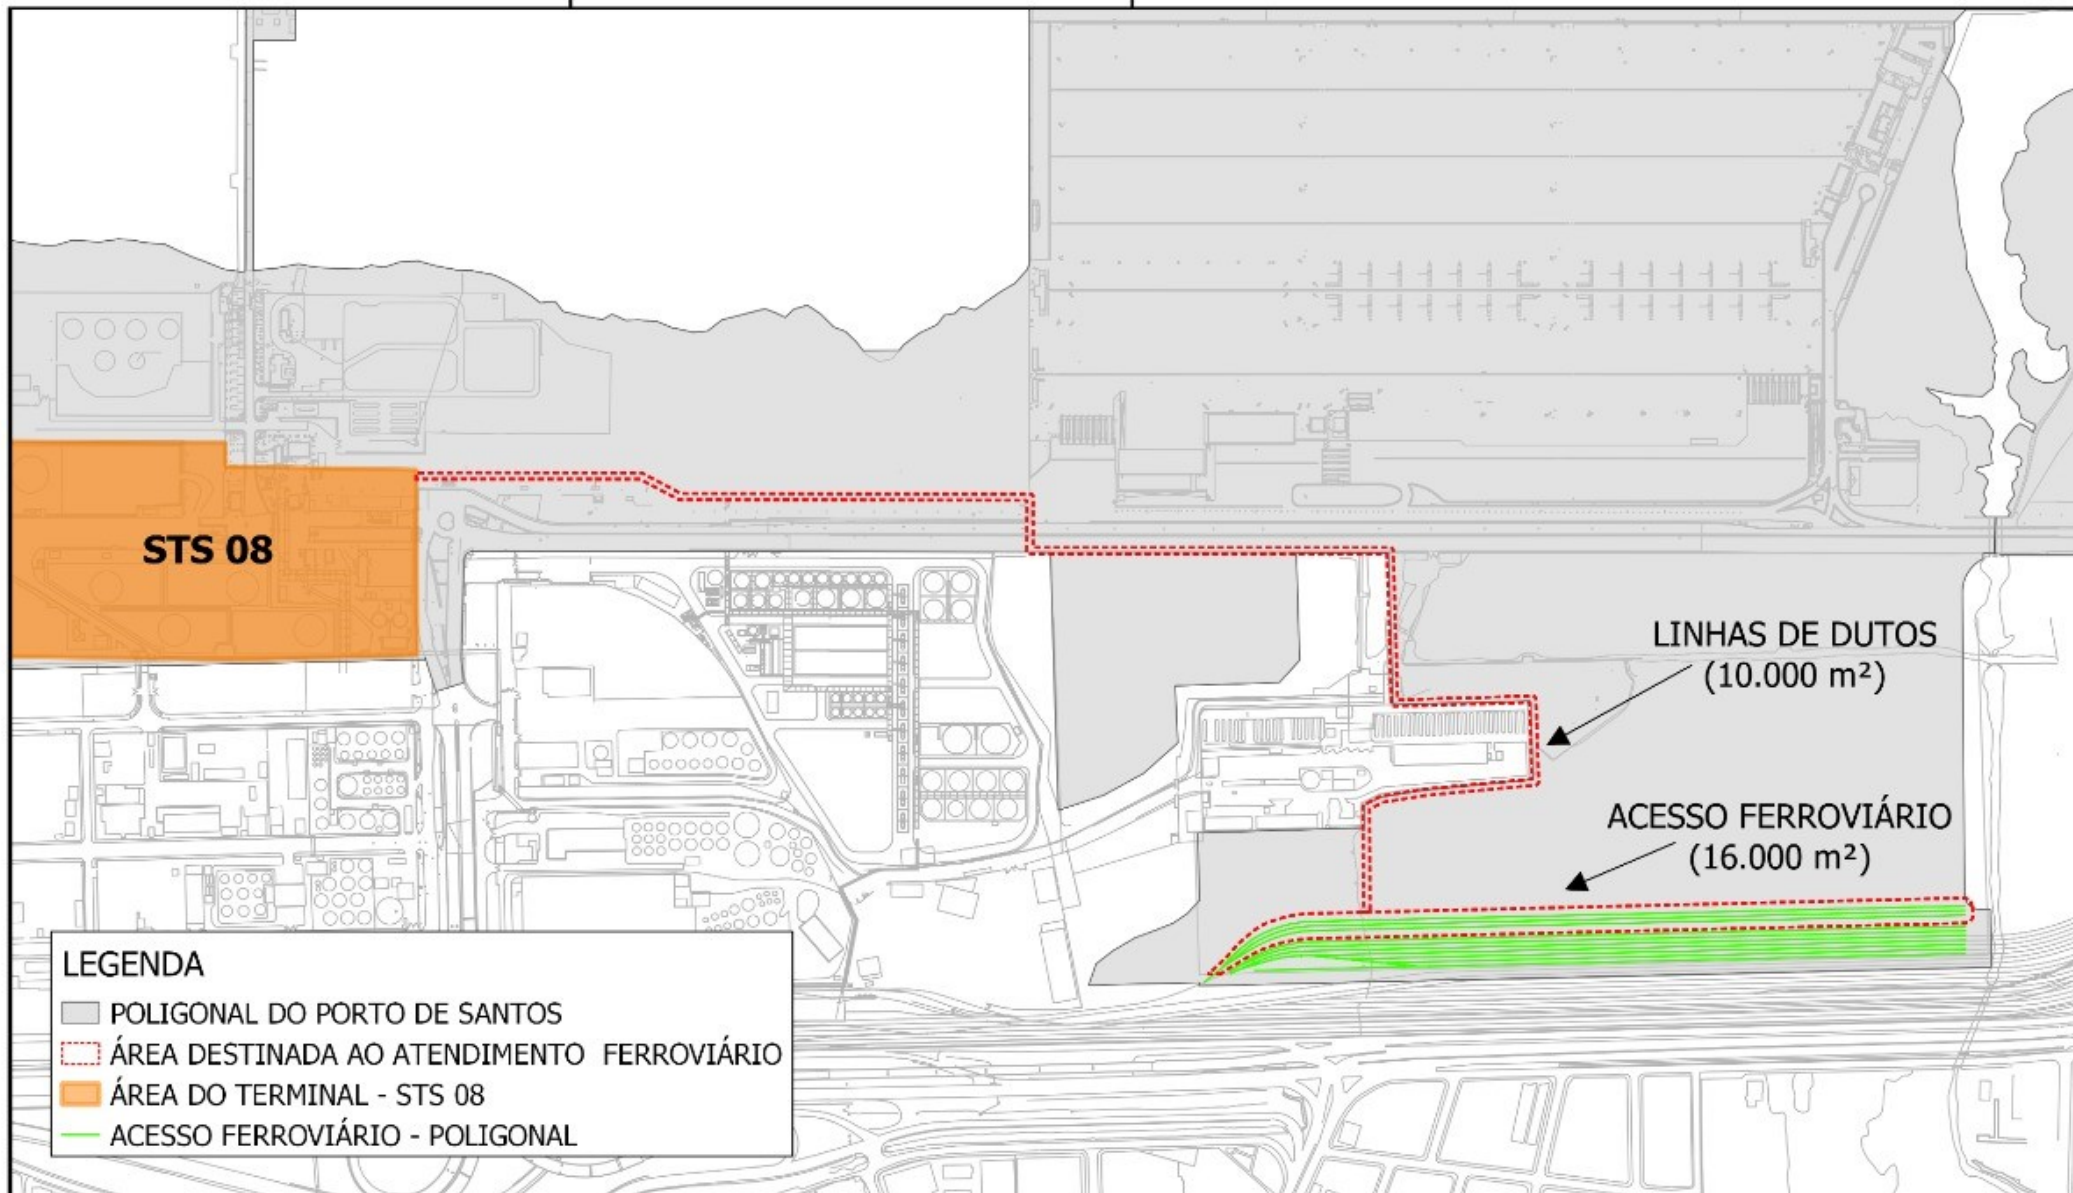 STS 08
LINHAS DE DUTOS
(10.000 m²)
ACESSO FERROVIÁRIO
(16.000 m²)
LEGENDA
POLIGONAL DO PORTO DE SANTOS
ÁREA DESTINADA AO ATENDIMENTO FERROVIÁRIO
ÁREA DO TERMINAL - STS 08
ACESSO FERROVIÁRIO - POLIGONAL